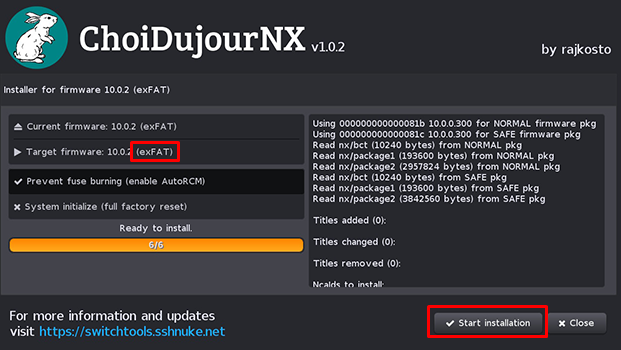 ChoiDujourNX v1.0.2
by rajkosto
Installer for firmware 10.0.2 (exFAT)
Current firmware: 10.0.2 (exFAT)
Target firmware: 10.0.2 (exFAT)
Prevent fuse burning (enable AutoRCM)
System initialize (full factory reset)
Ready to install.
6/6
Using 000000000000081b 10.0.0.300 for NORMAL firmware pkg
Using 000000000000081c 10.0.0.300 for SAFE firmware pkg
Read nx/bct (10240 bytes) from NORMAL pkg
Read nx/package1 (193600 bytes) from NORMAL pkg
Read nx/package2 (2957824 bytes) from NORMAL pkg
Read nx/bct (10240 bytes) from SAFE pkg
Read nx/package1 (193600 bytes) from SAFE pkg
Read nx/package2 (3842560 bytes) from SAFE pkg
Titles added (0):
Titles changed (0):
Titles removed (0):
Ncalds to install:
For more information and updates
visit https://switchtools.sshnuke.net
Start installation
Close